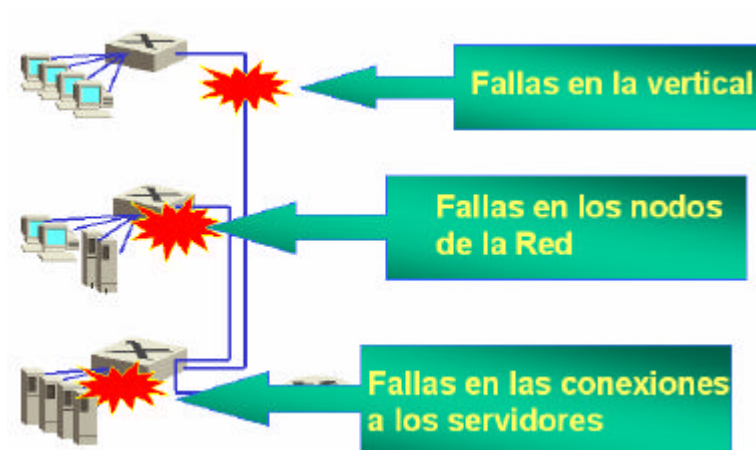 Fallas en la vertical
Fallas en los nodos
de la Red
Fallas en las conexiones
a los servidores